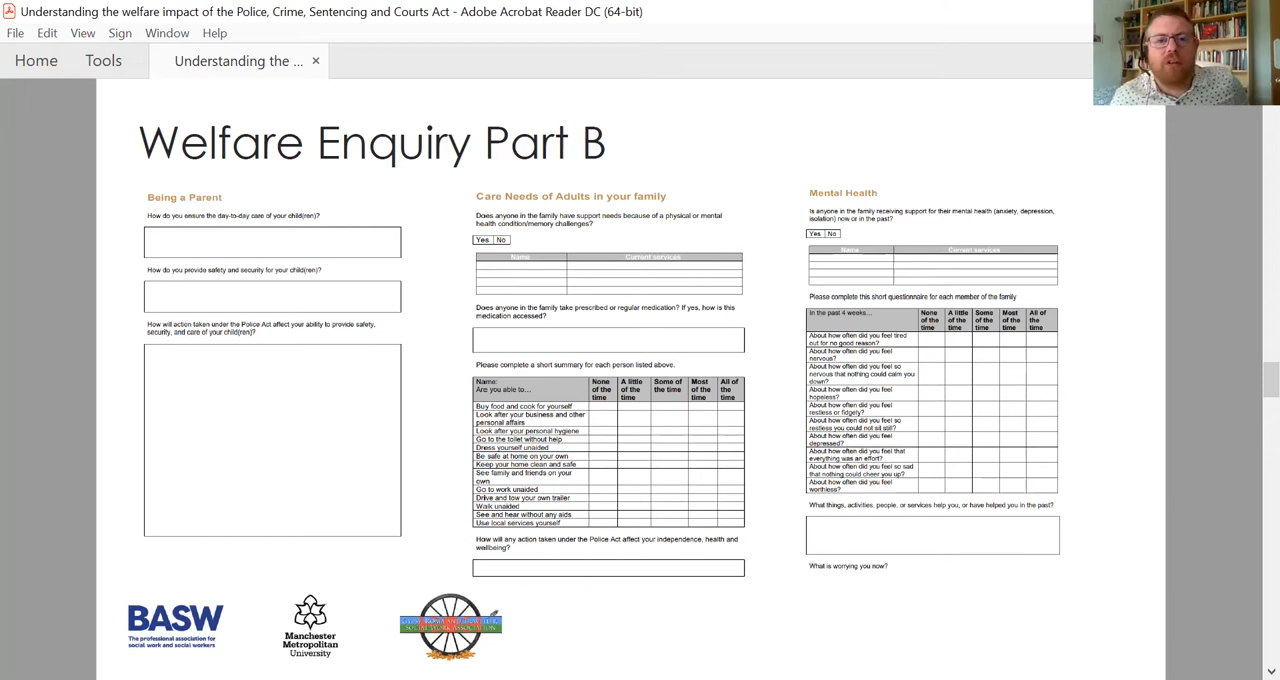 Understanding the welfare impact of the Police, Crime, Sentencing and Courts Act - Adobe Acrobat Reader DC (64-bit)
File Edit View Sign Window Help
Home Tools Understanding the ... ×
Welfare Enquiry Part B
Being a Parent
How do you ensure the day-to-day care of your child(ren)?
How do you provide safety and security for your child(ren)?
How will action taken under the Police Act affect your ability to provide safety,
security, and care of your child(ren)?
Care Needs of Adults in your family
Does anyone in the family have support needs because of a physical or mental
health condition/memory challenges?
Yes No
Name Current services
Does anyone in the family take prescribed or regular medication? If yes, how is this
medication accessed?
Please complete a short summary for each person listed above.
Name:
Are you able to…
None of the time
A little of the time
Some of the time
Most of the time
All of the time
Buy food and cook for yourself
Look after your business and other
personal affairs
Look after your personal hygiene
Go to the toilet without help
Dress yourself unaided
Be safe at home on your own
Keep your home clean and safe
See family and friends on your
own
Go to work unaided
Drive and tow your own trailer
Walk unaided
See and hear without any aids
Use local services yourself
How will any action taken under the Police Act affect your independence, health and
wellbeing?
Mental Health
Is anyone in the family receiving support for their mental health (anxiety, depression,
isolation) now or in the past?
Yes No
Name Current services
Please complete this short questionnaire for each member of the family
In the past 4 weeks…
None of the time
A little of the time
Some of the time
Most of the time
All of the time
About how often did you feel tired
out for no good reason?
About how often did you feel
nervous?
About how often did you feel so
nervous that nothing could calm you
down?
About how often did you feel
hopeless?
About how often did you feel
restless or fidgety?
About how often did you feel so
restless you could not sit still?
About how often did you feel
depressed?
About how often did you feel that
everything was an effort?
About how often did you feel so sad
that nothing could cheer you up?
About how often did you feel
worthless?
What things, activities, people, or services help you, or have helped you in the past?
What is worrying you now?
BASW
The professional association for
social work and social workers
Manchester
Metropolitan
University
SOCIAL WORK ASSOCIATION